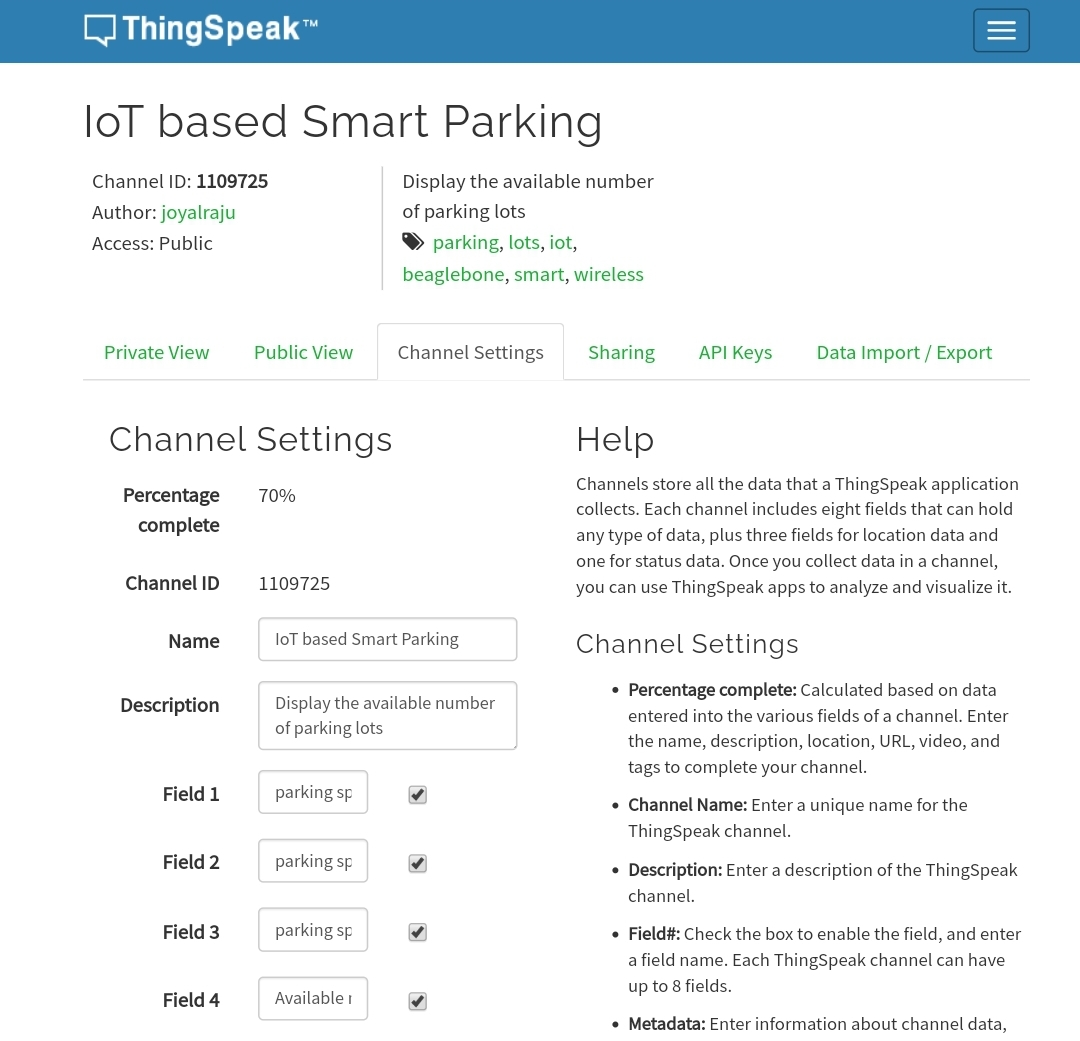 ThingSpeak™
IoT based Smart Parking
Channel ID: 1109725
Author: joyalraju
Access: Public
Display the available number
of parking lots
parking, lots, iot,
beaglebone, smart, wireless
Private View
Public View
Channel Settings
Sharing
API Keys
Data Import / Export
Channel Settings
Percentage
complete
70%
Channel ID
1109725
Name
IoT based Smart Parking
Description
Display the available number
of parking lots
Field 1
parking sp
Field 2
parking sp
Field 3
parking sp
Field 4
Available
Help
Channels store all the data that a ThingSpeak application
collects. Each channel includes eight fields that can hold
any type of data, plus three fields for location data and
one for status data. Once you collect data in a channel,
you can use ThingSpeak apps to analyze and visualize it.
Channel Settings
• Percentage complete: Calculated based on data
entered into the various fields of a channel. Enter
the name, description, location, URL, video, and
tags to complete your channel.
• Channel Name: Enter a unique name for the
ThingSpeak channel.
• Description: Enter a description of the ThingSpeak
channel.
• Field#: Check the box to enable the field, and enter
a field name. Each ThingSpeak channel can have
up to 8 fields.
• Metadata: Enter information about channel data,